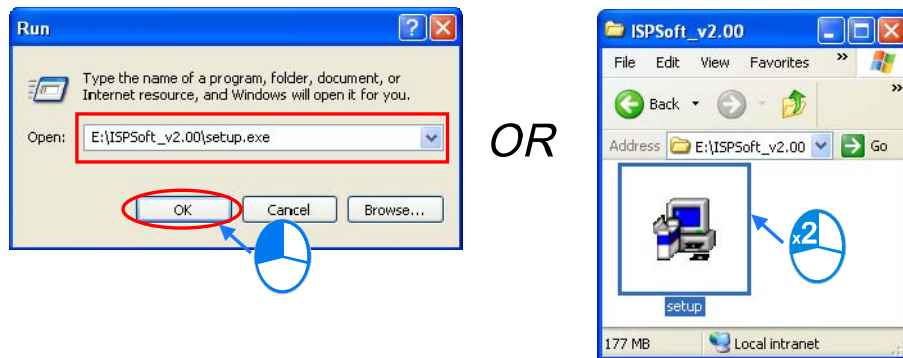 Run
Type the name of a program, folder, document, or
Internet resource, and Windows will open it for you.
Open: E:\ISPSoft_v2.00\setup.exe
OK Cancel Browse...
OR
ISPSoft_v2.00
File Edit View Favorites »
Back »
Address E:\ISPSoft_v2.00 Go
x2
setup
177 MB Local intranet